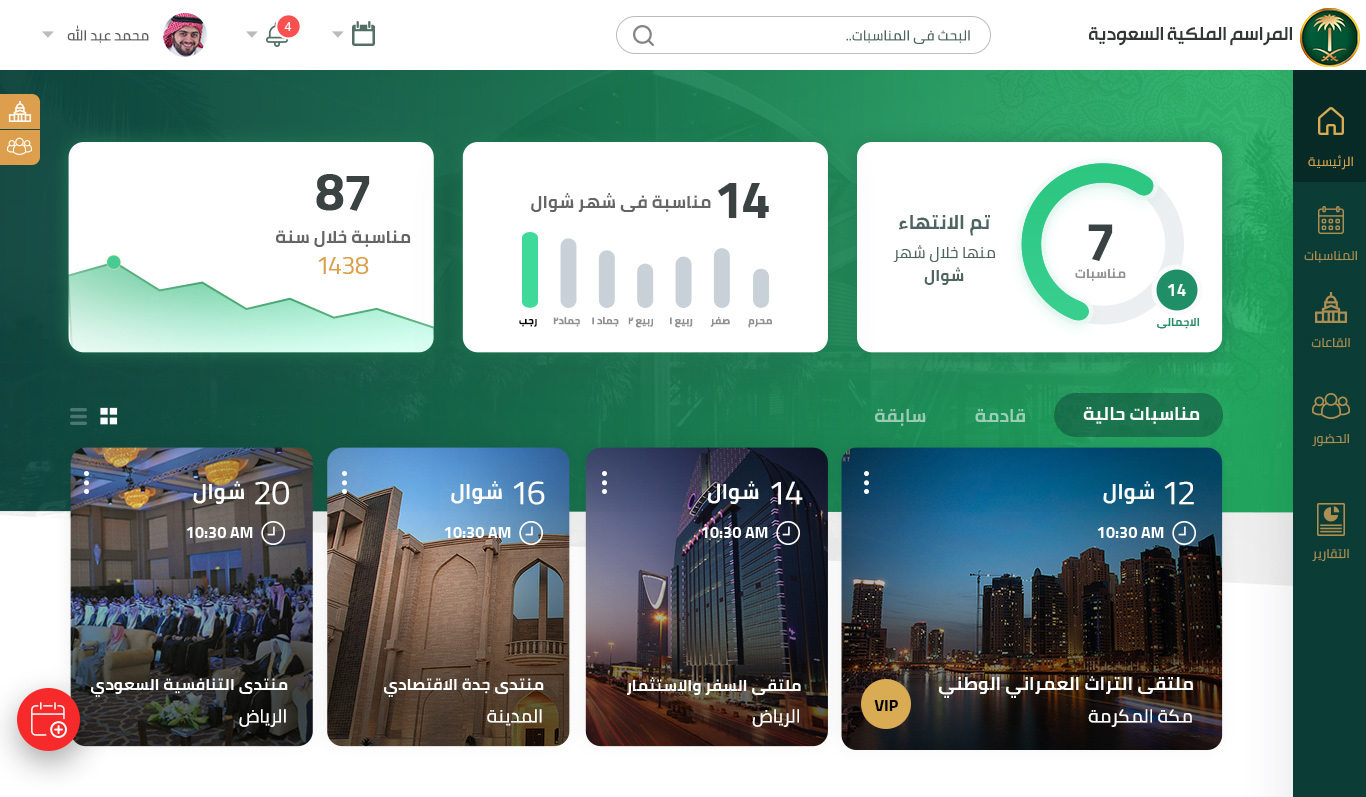 المراسم الملكية السعودية
البحث فى المناسبات..
4
محمد عبد الله
الرئيسية
المناسبات
القاعات
الحضور
التقارير
7
مناسبات
14
الاجمالى
تم الانتهاء
منها خلال شهر
شوال
14 مناسبة فى شهر شوال
محرم
صفر
ربيع ١
ربيع ٢
جماد ١
جماد٢
رجب
87
مناسبة خلال سنة
1438
مناسبات حالية
قادمة
سابقة
12 شوال
10:30 AM
ملتقى التراث العمراني الوطني
مكة المكرمة
VIP
14 شوال
10:30 AM
ملتقى السفر والاستثمار
الرياض
16 شوال
10:30 AM
منتدى جدة الاقتصادي
المدينة
20 شوال
10:30 AM
منتدى التنافسية السعودي
الرياض